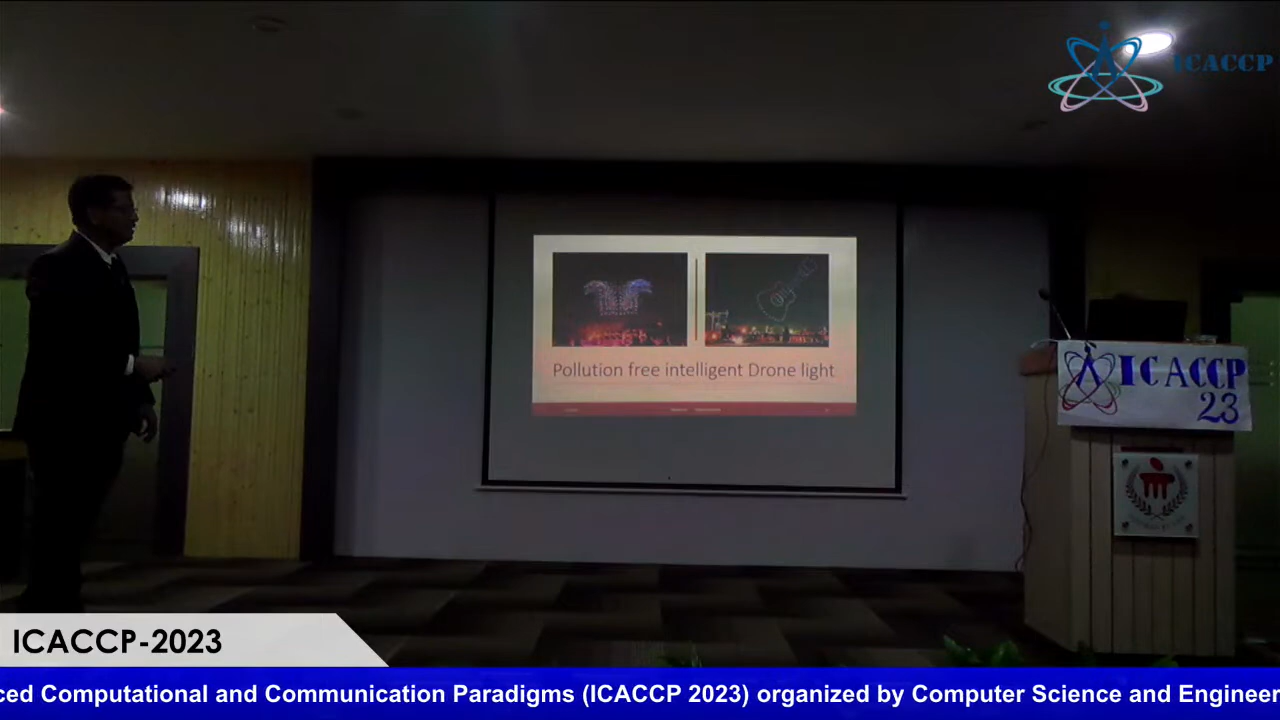 ICACCP
Pollution free intelligent Drone light
ICACCP
23
ICACCP-2023
ced Computational and Communication Paradigms (ICACCP 2023) organized by Computer Science and Engineer